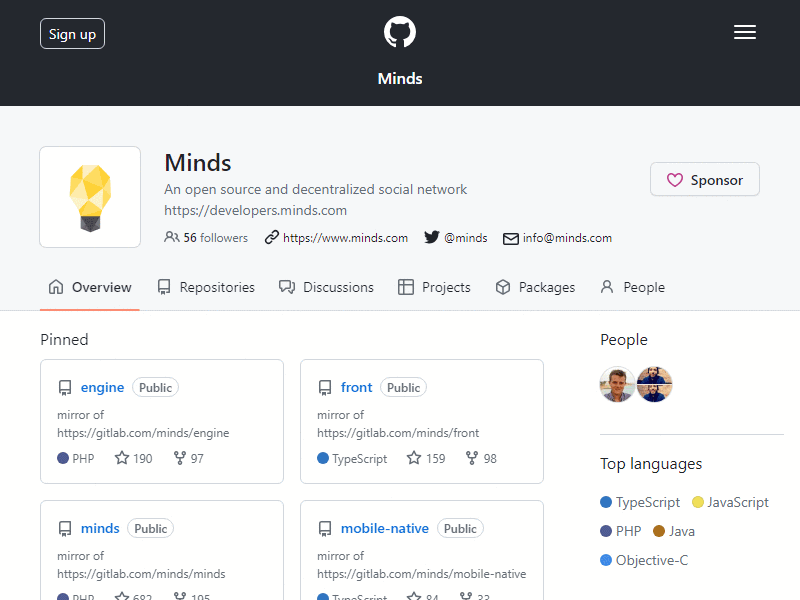 Sign up
Minds
Minds
An open source and decentralized social network
https://developers.minds.com
56 followers https://www.minds.com @minds info@minds.com
Sponsor
Overview Repositories Discussions Projects Packages People
Pinned
engine Public
mirror of
https://gitlab.com/minds/engine
PHP 190 97
front Public
mirror of
https://gitlab.com/minds/front
TypeScript 159 98
minds Public
mirror of
https://gitlab.com/minds/minds
PHP 682 195
mobile-native Public
mirror of
https://gitlab.com/minds/mobile-native
TypeScript 84 33
People
Top languages
TypeScript JavaScript
PHP Java
Objective-C